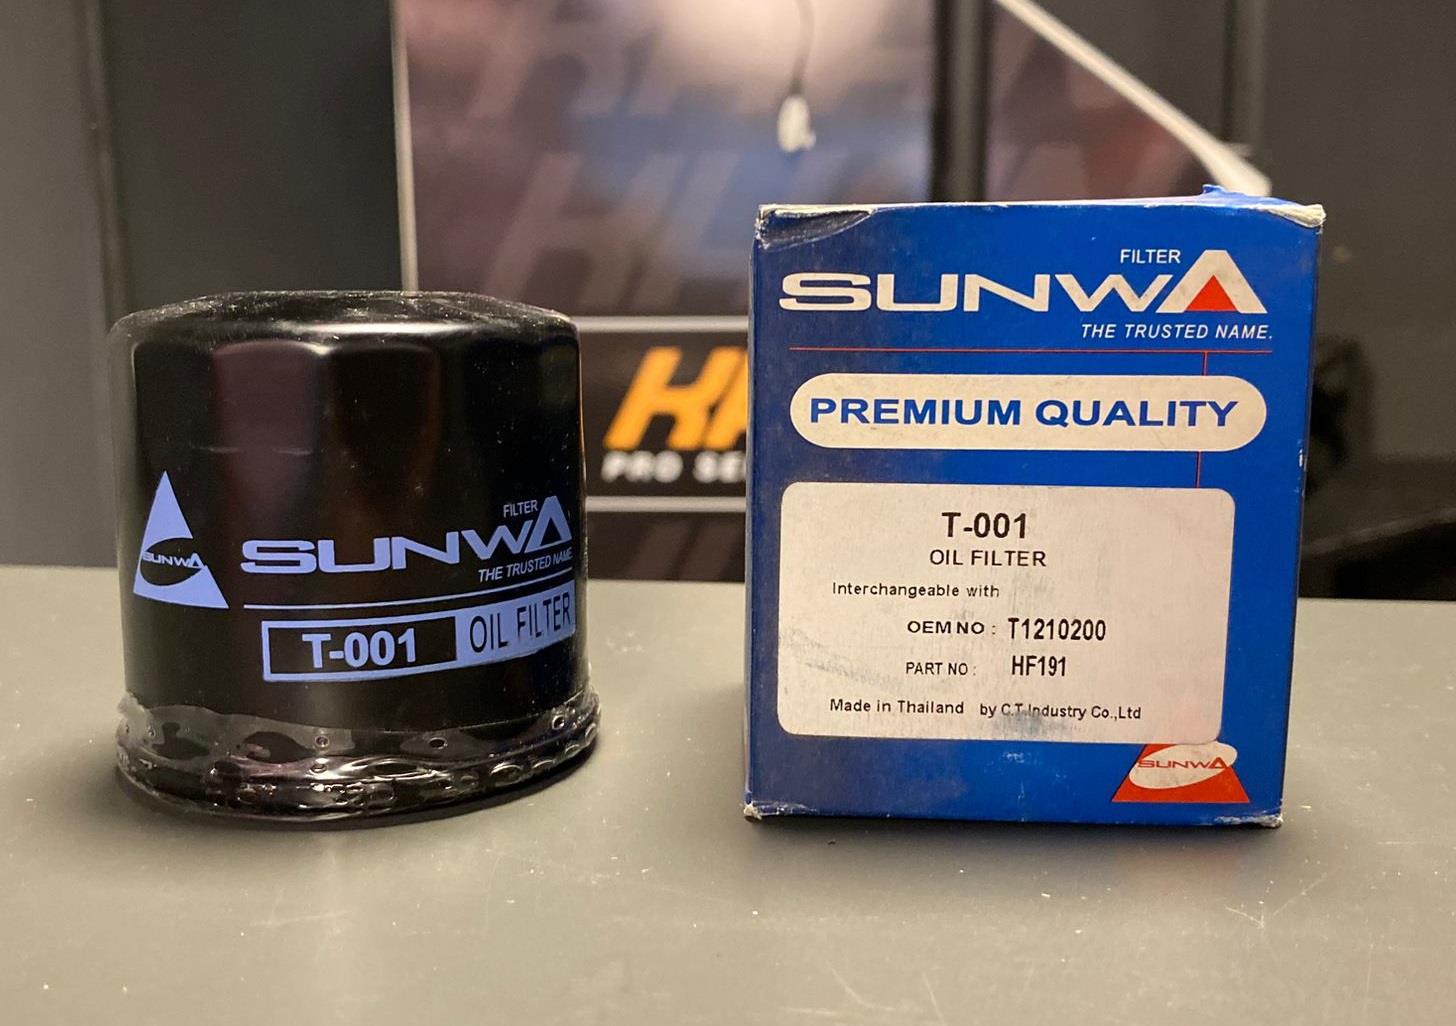 SUNWA
FILTER
SUNWA
THE TRUSTED NAME
T-001 OIL FILTER
PRO
FILTER
SUNWA
THE TRUSTED NAME.
PREMIUM QUALITY
T-001
OIL FILTER
Interchangeable with
OEM NO : T1210200
PART NO : HF191
Made in Thailand by C.T.Industry Co.,Ltd
SUNWA